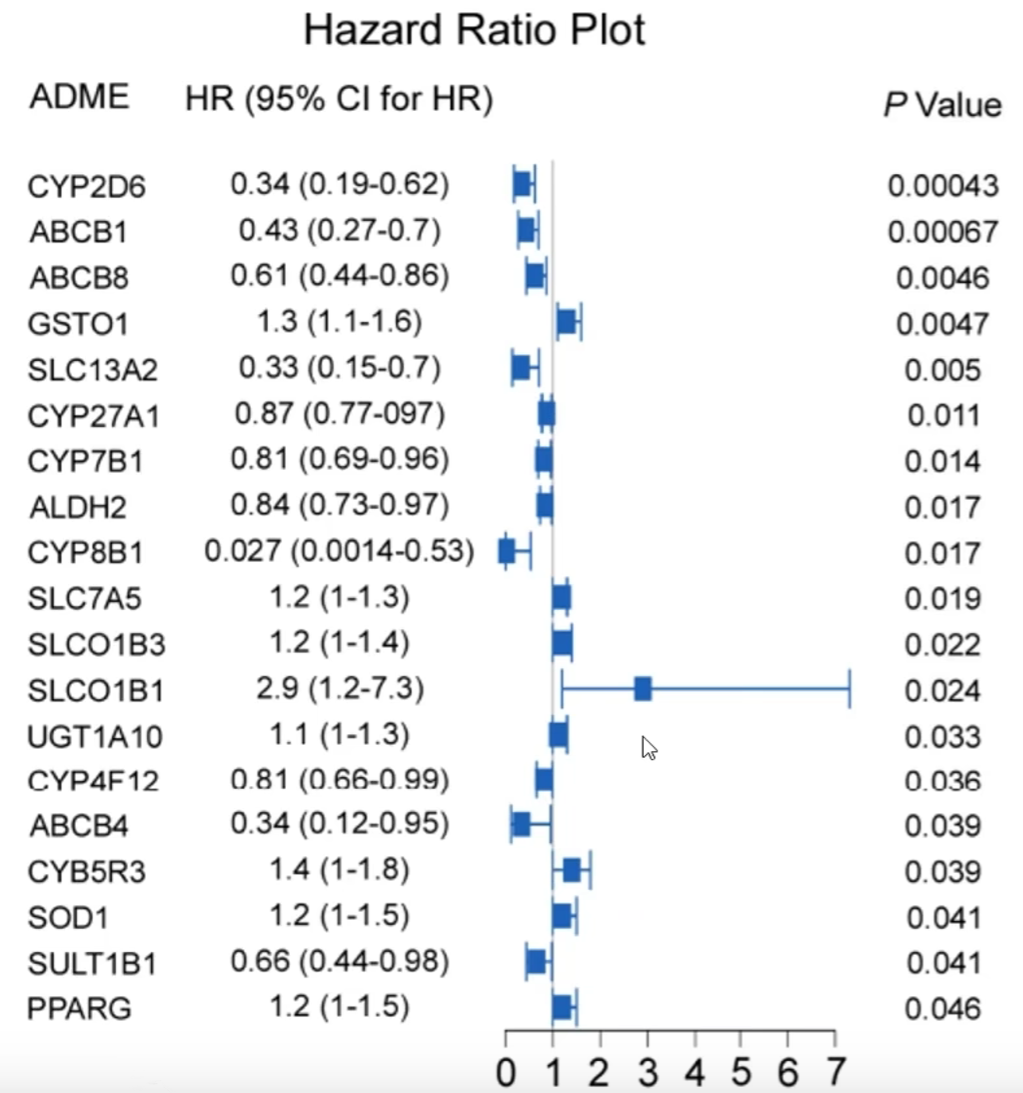 Hazard Ratio Plot
ADME HR (95% CI for HR) P Value
CYP2D6 0.34 (0.19-0.62) 0.00043
ABCB1 0.43 (0.27-0.7) 0.00067
ABCB8 0.61 (0.44-0.86) 0.0046
GSTO1 1.3 (1.1-1.6) 0.0047
SLC13A2 0.33 (0.15-0.7) 0.005
CYP27A1 0.87 (0.77-097) 0.011
CYP7B1 0.81 (0.69-0.96) 0.014
ALDH2 0.84 (0.73-0.97) 0.017
CYP8B1 0.027 (0.0014-0.53) 0.017
SLC7A5 1.2 (1-1.3) 0.019
SLCO1B3 1.2 (1-1.4) 0.022
SLCO1B1 2.9 (1.2-7.3) 0.024
UGT1A10 1.1 (1-1.3) 0.033
CYP4F12 0.81 (0.66-0.99) 0.036
ABCB4 0.34 (0.12-0.95) 0.039
CYB5R3 1.4 (1-1.8) 0.039
SOD1 1.2 (1-1.5) 0.041
SULT1B1 0.66 (0.44-0.98) 0.041
PPARG 1.2 (1-1.5) 0.046
0 1 2 3 4 5 6 7